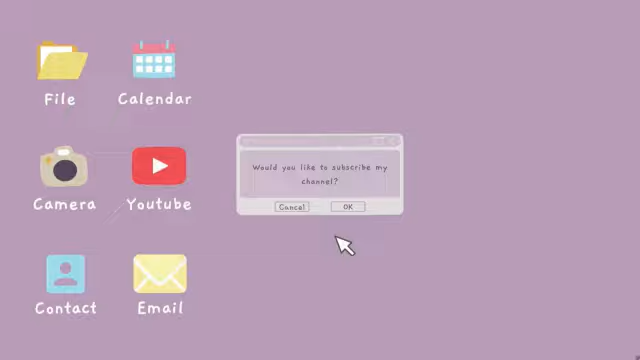 File
Calendar
Would you like to subscribe my
channel?
Camera
Youtube
Cancel
OK
Contact
Email